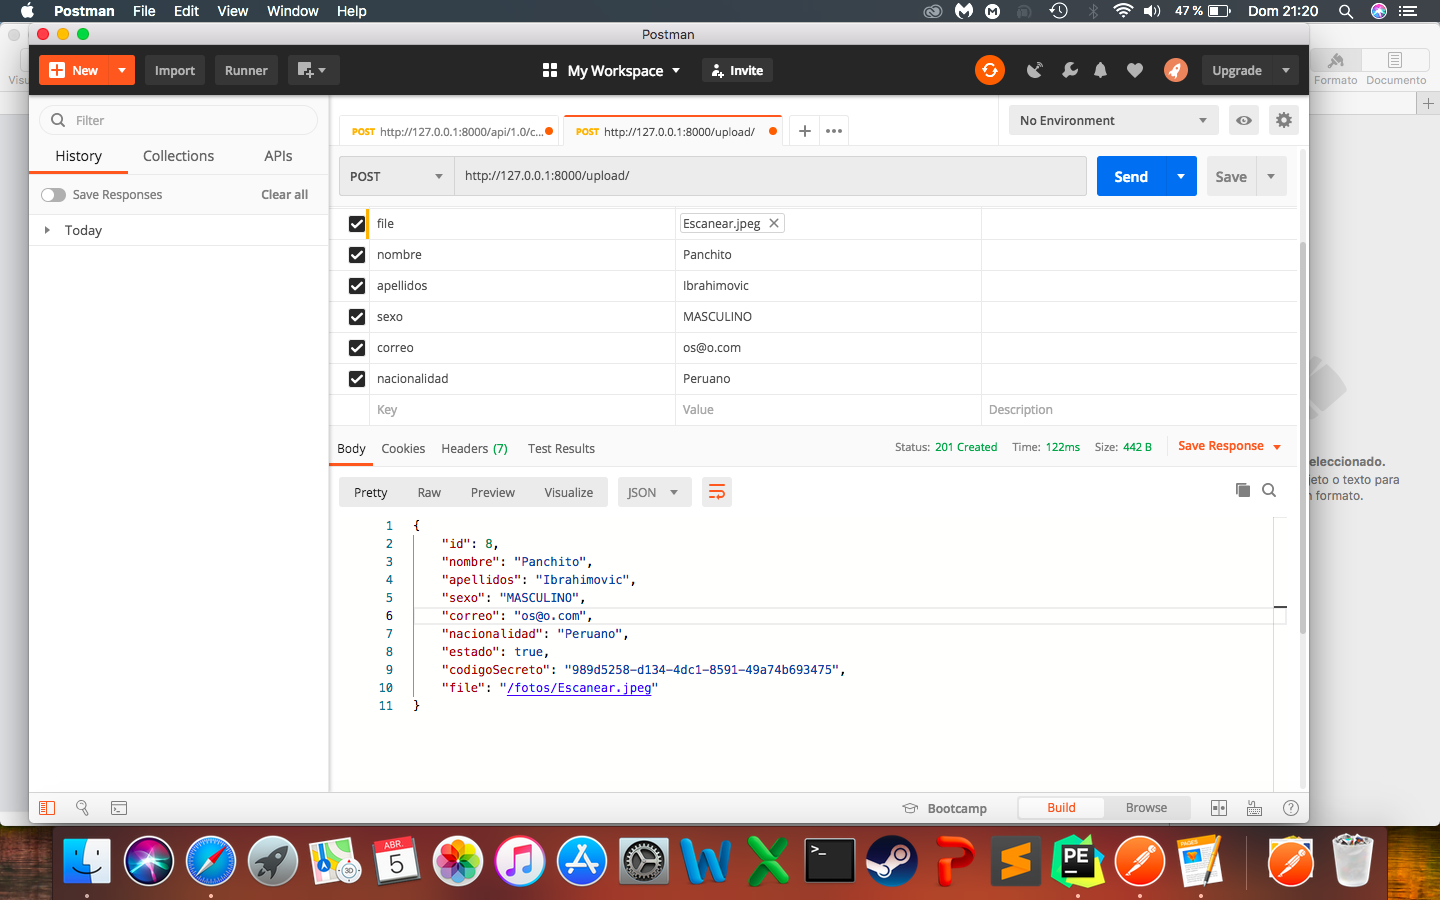 Postman File Edit View Window Help 47 % Dom 21:20
Postman
New Import Runner My Workspace Invite Upgrade
Formato Documento
Filter
POST http://127.0.0.1:8000/api/1.0/c... POST http://127.0.0.1:8000/upload/ No Environment
History Collections APIs
POST http://127.0.0.1:8000/upload/ Send Save
Save Responses Clear all
Today
file Escanear.jpeg
nombre Panchito
apellidos Ibrahimovic
sexo MASCULINO
correo os@o.com
nacionalidad Peruano
Key Value Description
Body Cookies Headers (7) Test Results Status: 201 Created Time: 122ms Size: 442 B Save Response
eleccionado.
jeto o texto para
formato.
Pretty Raw Preview Visualize JSON
1 {
2 "id": 8,
3 "nombre": "Panchito",
4 "apellidos": "Ibrahimovic",
5 "sexo": "MASCULINO",
6 "correo": "os@o.com",
7 "nacionalidad": "Peruano",
8 "estado": true,
9 "codigoSecreto": "989d5258-d134-4dc1-8591-49a74b693475",
10 "file": "/fotos/Escanear.jpeg"
11 }
Bootcamp Build Browse
ABR.
5
3D
>_
PE
PAGES